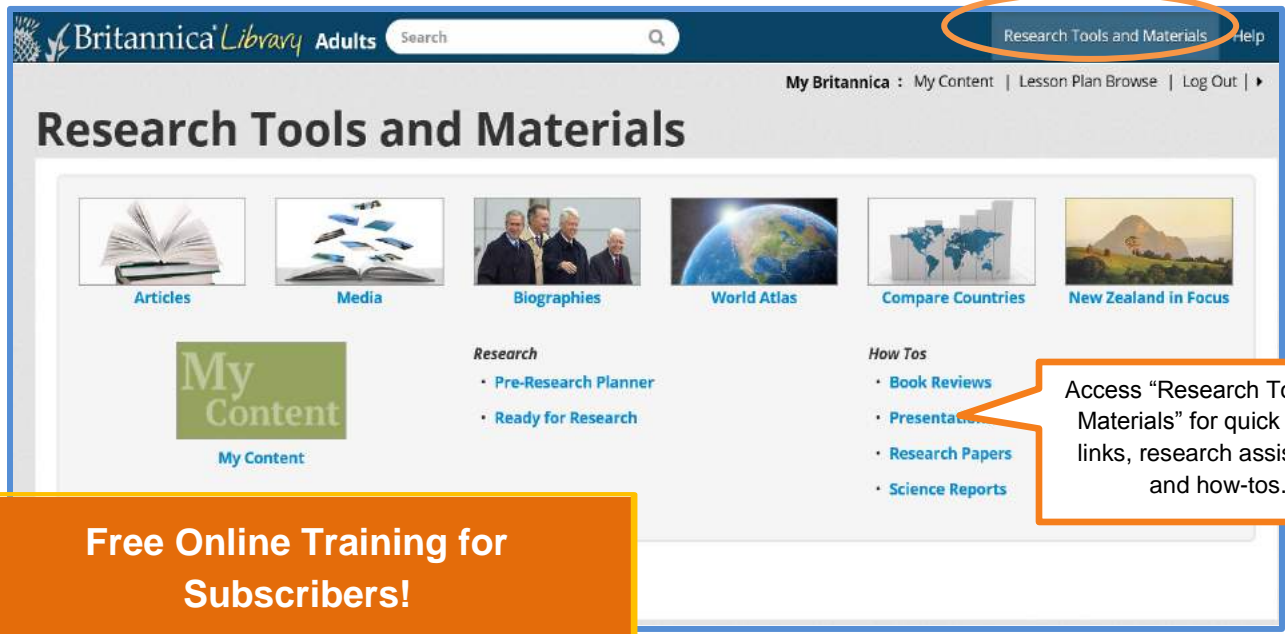 Britannica Library Adults Search Research Tools and Materials Help
My Britannica : My Content | Lesson Plan Browse | Log Out |
Research Tools and Materials
Articles Media Biographies World Atlas Compare Countries New Zealand in Focus
My Content
My Content
Research
• Pre-Research Planner
• Ready for Research
How Tos
• Book Reviews
• Presentat
• Research Papers
• Science Reports
Access “Research To
Materials” for quick
links, research assis
and how-tos.
Free Online Training for
Subscribers!